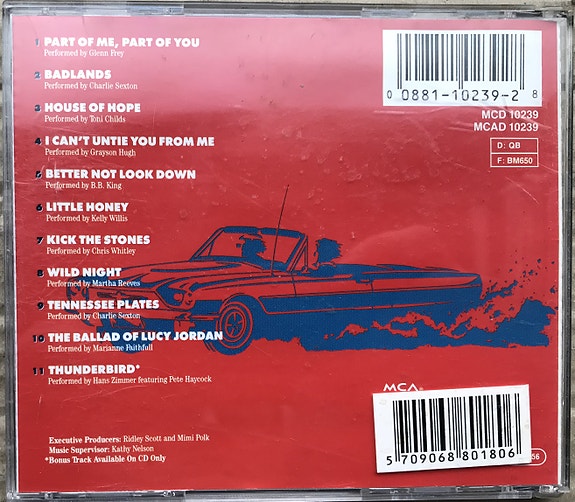 1 PART OF ME, PART OF YOU
Performed by Glenn Frey
2 BADLANDS
Performed by Charlie Sexton
3 HOUSE OF HOPE
Performed by Toni Childs
4 I CAN'T UNTIE YOU FROM ME
Performed by Grayson Hugh
5 BETTER NOT LOOK DOWN
Performed by B.B. King
6 LITTLE HONEY
Performed by Kelly Willis
7 KICK THE STONES
Performed by Chris Whitley
8 WILD NIGHT
Performed by Martha Reeves
9 TENNESSEE PLATES
Performed by Charlie Sexton
10 THE BALLAD OF LUCY JORDAN
Performed by Marianne Faithfull
11 THUNDERBIRD*
Performed by Hans Zimmer featuring Pete Haycock
Executive Producers: Ridley Scott and Mimi Polk
Music Supervisor: Kathy Nelson
*Bonus Track Available On CD Only
0 0881-10239-2 8
MCD 10239
MCAD 10239
D: QB
F: BM650
MCA®
5 709068 801806
56